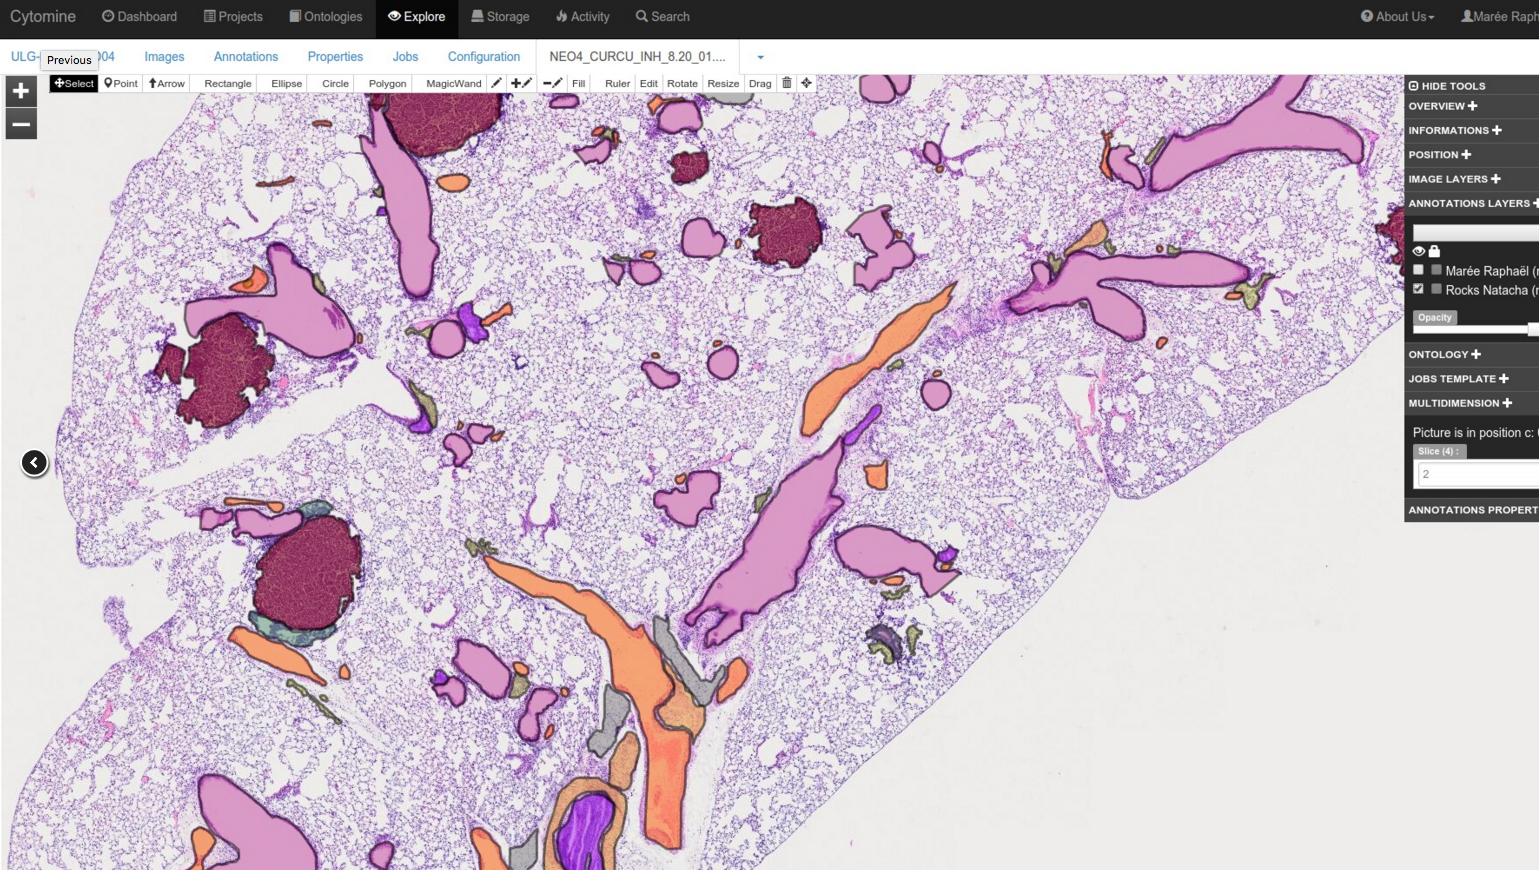 Cytomine Dashboard Projects Ontologies Explore Storage Activity Search About Us Marée Raph
ULG- 004 Images Annotations Properties Jobs Configuration NEO4_CURCU_INH_8.20_01....
Previous
Select Point Arrow Rectangle Ellipse Circle Polygon MagicWand Fill Ruler Edit Rotate Resize Drag
HIDE TOOLS
OVERVIEW
INFORMATIONS
POSITION
IMAGE LAYERS
ANNOTATIONS LAYERS
Marée Raphaël (
Rocks Natacha (
Opacity
ONTOLOGY
JOBS TEMPLATE
MULTIDIMENSION
Picture is in position c:
Slice (4) :
2
ANNOTATIONS PROPERT